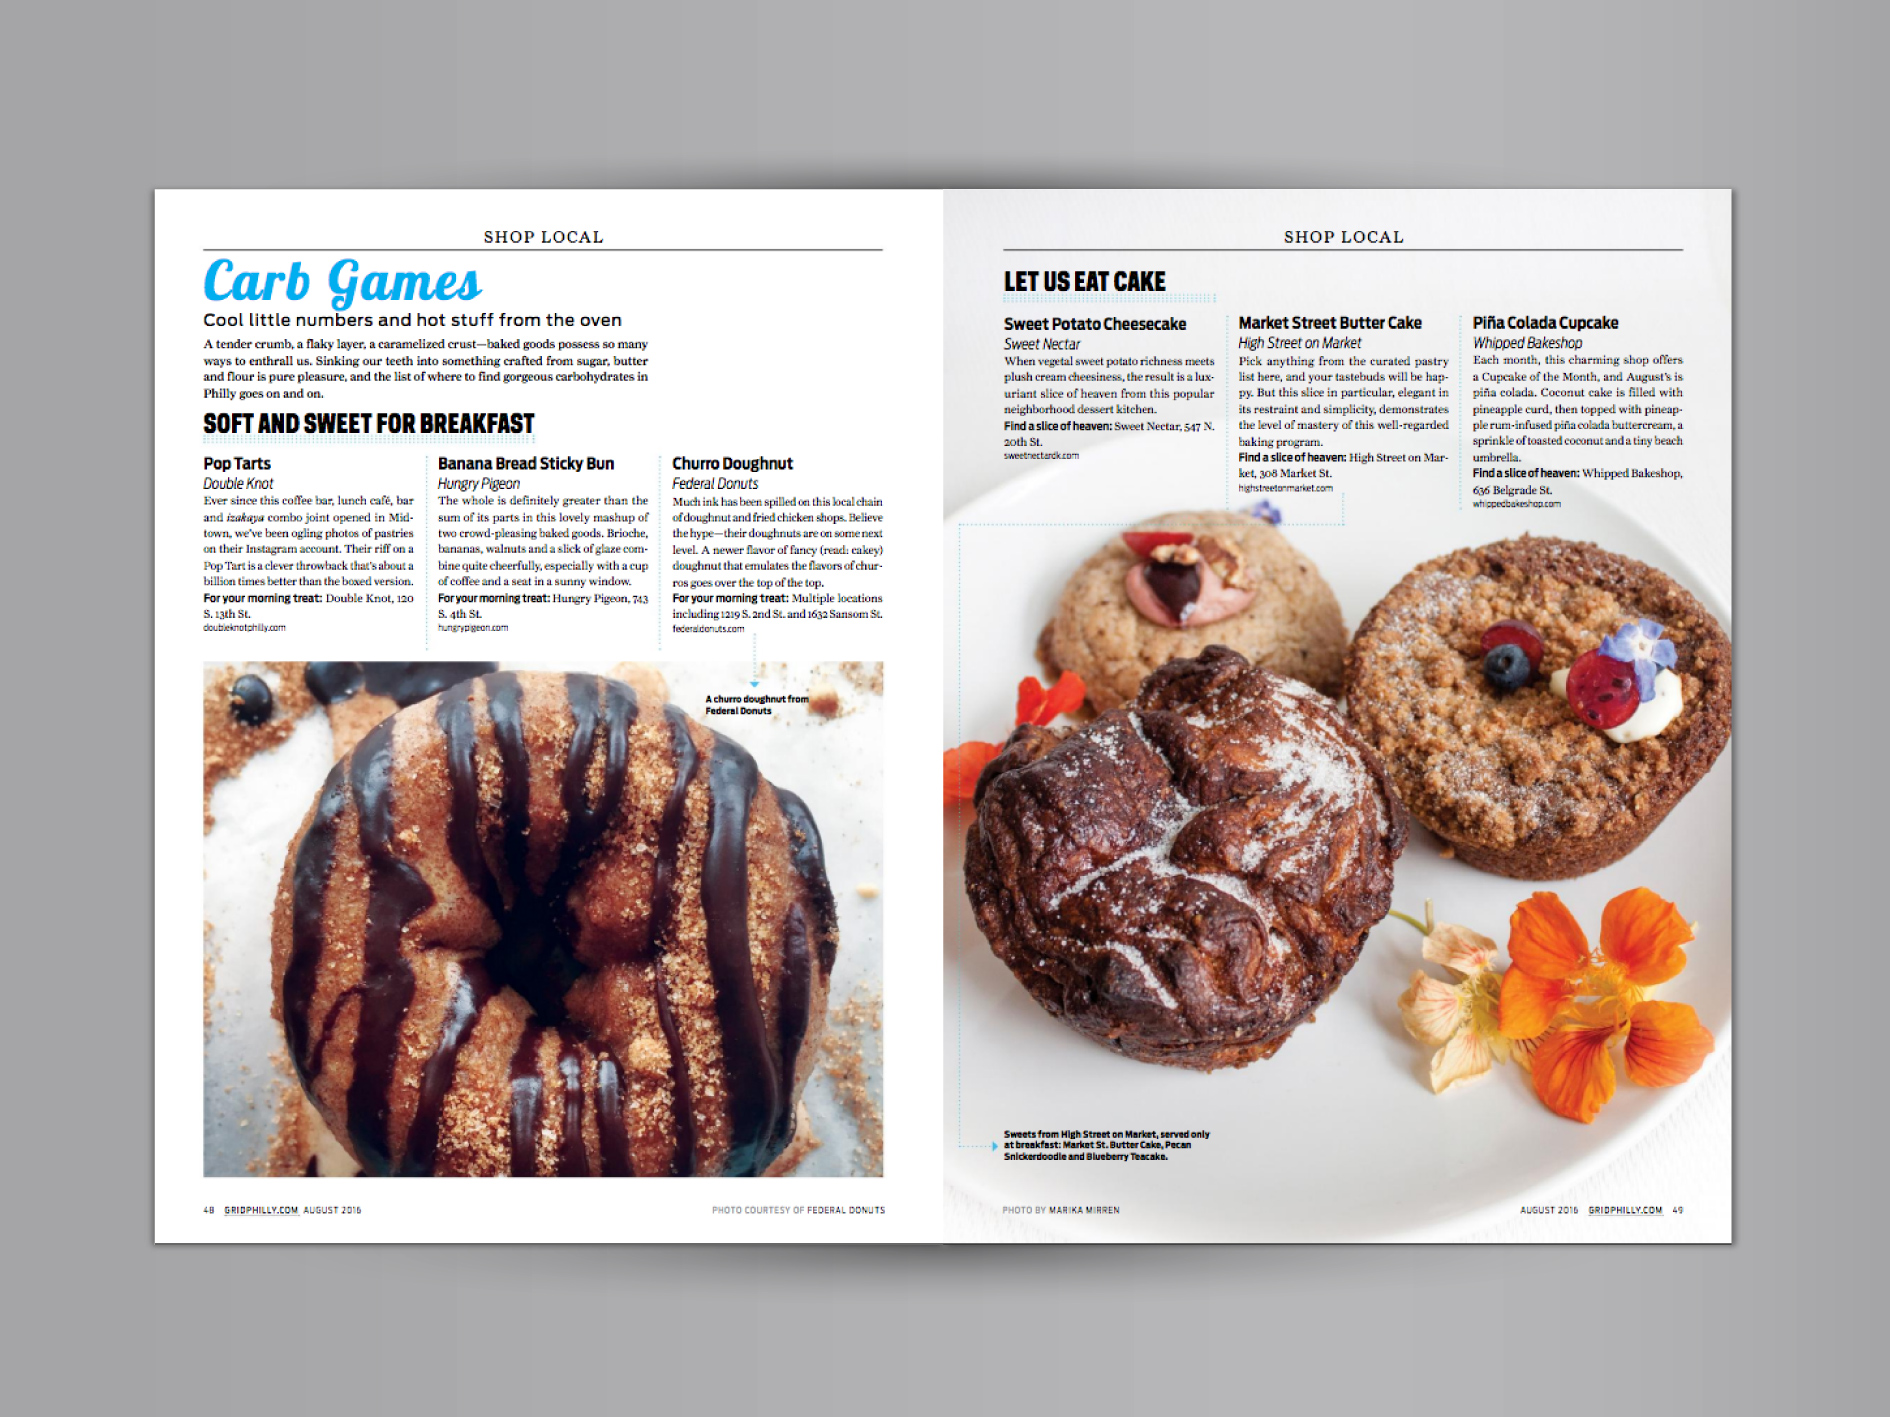 SHOP LOCAL
Carb Games
Cool little numbers and hot stuff from the oven
A tender crumb, a flaky layer, a caramelized crust—baked goods possess so many
ways to enthrall us. Sinking our teeth into something crafted from sugar, butter
and flour is pure pleasure, and the list of where to find gorgeous carbohydrates in
Philly goes on and on.
SOFT AND SWEET FOR BREAKFAST
Pop Tarts
Double Knot
Ever since this coffee bar, lunch café, bar
and izakaya combo joint opened in Mid-
town, we've been ogling photos of pastries
on their Instagram account. Their riff on a
Pop Tart is a clever throwback that's about a
billion times better than the boxed version.
For your morning treat: Double Knot, 120
S. 13th St.
doubleknotphilly.com
Banana Bread Sticky Bun
Hungry Pigeon
The whole is definitely greater than the
sum of its parts in this lovely mashup of
two crowd-pleasing baked goods. Brioche,
bananas, walnuts and a slick of glaze com-
bine quite cheerfully, especially with a cup
of coffee and a seat in a sunny window.
For your morning treat: Hungry Pigeon, 743
S. 4th St.
hungrypigeon.com
Churro Doughnut
Federal Donuts
Much ink has been spilled on this local chain
of doughnut and fried chicken shops. Believe
the hype—their doughnuts are on some next
level. A newer flavor of fancy (read: cakey)
doughnut that emulates the flavors of chur-
ros goes over the top of the top.
For your morning treat: Multiple locations
including 1219 S. 2nd St. and 1632 Sansom St.
federaldonuts.com
A churro doughnut from
Federal Donuts
48 GRIDPHILLY.COM AUGUST 2016
PHOTO COURTESY OF FEDERAL DONUTS
SHOP LOCAL
LET US EAT CAKE
Sweet Potato Cheesecake
Sweet Nectar
When vegetal sweet potato richness meets
plush cream cheesiness, the result is a lux-
uriant slice of heaven from this popular
neighborhood dessert kitchen.
Find a slice of heaven: Sweet Nectar, 547 N.
20th St.
sweetnectardk.com
Market Street Butter Cake
High Street on Market
Pick anything from the curated pastry
list here, and your tastebuds will be hap-
py. But this slice in particular, elegant in
its restraint and simplicity, demonstrates
the level of mastery of this well-regarded
baking program.
Find a slice of heaven: High Street on Mar-
ket, 308 Market St.
highstreetonmarket.com
Piña Colada Cupcake
Whipped Bakeshop
Each month, this charming shop offers
a Cupcake of the Month, and August's is
piña colada. Coconut cake is filled with
pineapple curd, then topped with pineap-
ple rum-infused piña colada buttercream, a
sprinkle of toasted coconut and a tiny beach
umbrella.
Find a slice of heaven: Whipped Bakeshop,
636 Belgrade St.
whippedbakeshop.com
Sweets from High Street on Market, served only
at breakfast: Market St. Butter Cake, Pecan
Snickerdoodle and Blueberry Teacake.
PHOTO BY MARIKA MIRREN
AUGUST 2016 GRIDPHILLY.COM 49